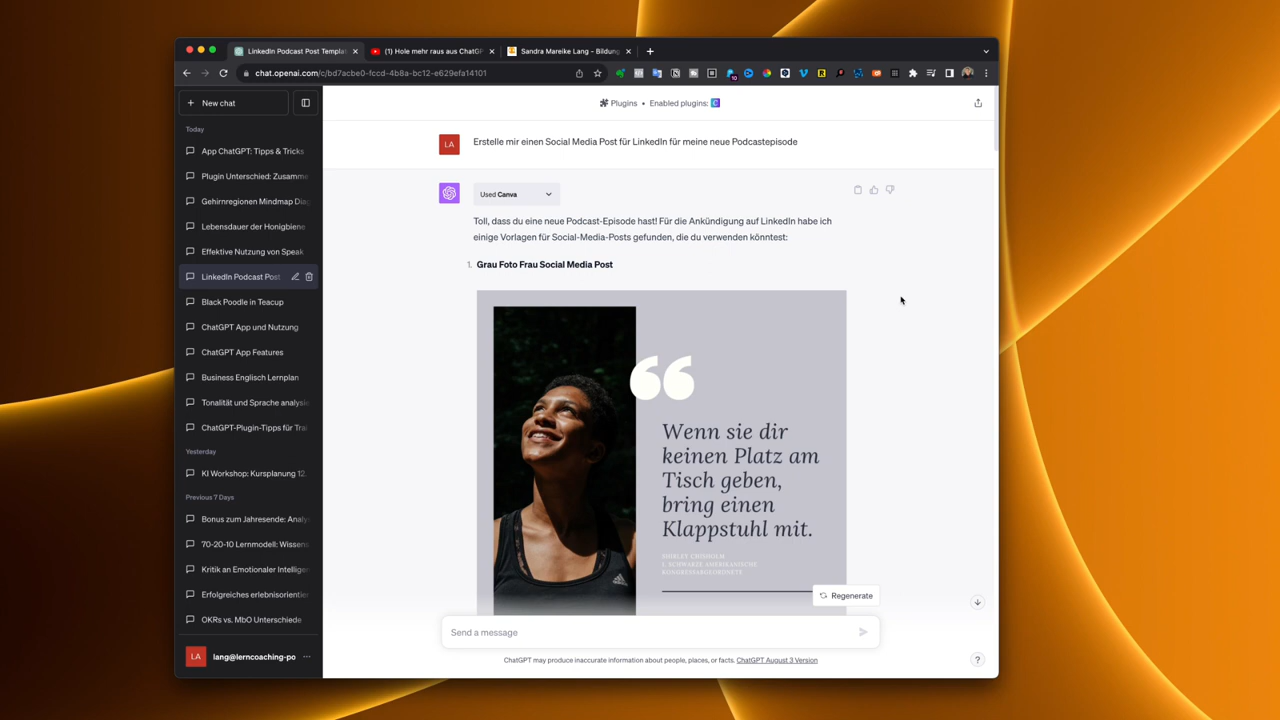 LinkedIn Podcast Post Templat
(1) Hole mehr raus aus ChatGP
Sandra Mareike Lang - Bildung
chat.openai.com/c/bd7acbe0-fccd-4b8a-bc12-e629efa14101
10
New chat
Today
App ChatGPT: Tipps & Tricks
Plugin Unterschied: Zusamme
Gehirnregionen Mindmap Diag
Lebensdauer der Honigbiene
Effektive Nutzung von Speak
LinkedIn Podcast Post
Black Poodle in Teacup
ChatGPT App und Nutzung
ChatGPT App Features
Business Englisch Lernplan
Tonalität und Sprache analysie
ChatGPT-Plugin-Tipps für Trai
Yesterday
KI Workshop: Kursplanung 12.
Previous 7 Days
Bonus zum Jahresende: Analy
70-20-10 Lernmodell: Wissens
Kritik an Emotionaler Intelliger
Erfolgreiches erlebnisorientier
OKRs vs. MbO Unterschiede
LA
lang@lerncoaching-po
Plugins • Enabled plugins:
LA
Erstelle mir einen Social Media Post für LinkedIn für meine neue Podcastepisode
Used Canva
Toll, dass du eine neue Podcast-Episode hast! Für die Ankündigung auf LinkedIn habe ich
einige Vorlagen für Social-Media-Posts gefunden, die du verwenden könntest:
1. Grau Foto Frau Social Media Post
Wenn sie dir
keinen Platz am
Tisch geben,
bring einen
Klappstuhl mit.
SHIRLEY CHISHOLM
1. SCHWARZE AMERIKANISCHE
KONGRESSABGEORDNETE
Regenerate
Send a message
ChatGPT may produce inaccurate information about people, places, or facts. ChatGPT August 3 Version
?